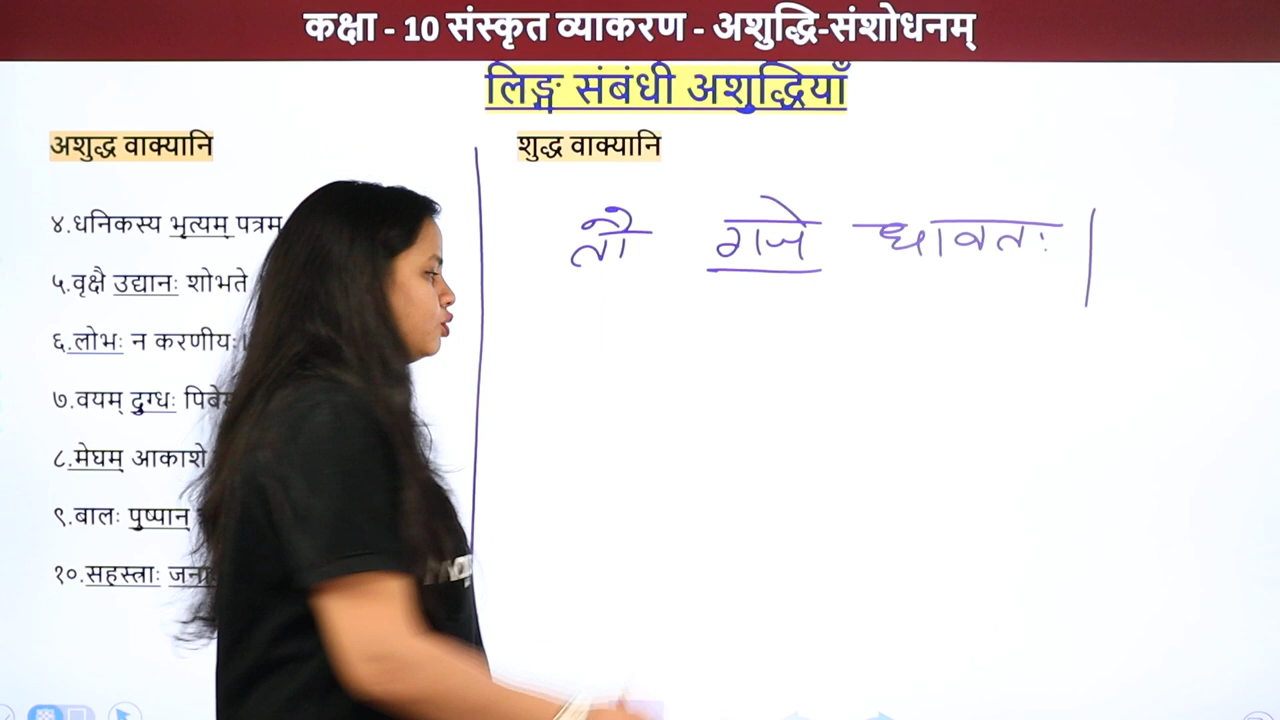 कक्षा - 10 संस्कृत व्याकरण - अशुद्धि-संशोधनम्
लिङ्ग संबंधी अशुद्धियाँ
अशुद्ध वाक्यानि
शुद्ध वाक्यानि
४.धनिकस्य भृत्यम् पत्रम
तौ गजे धावतः।
५.वृक्षै उद्यानः शोभते
६.लोभः न करणीयः।
७.वयम् दुग्धः
८.मेघम् आकाशे
९.बालः पुष्पान्
१०.सहस्त्राः